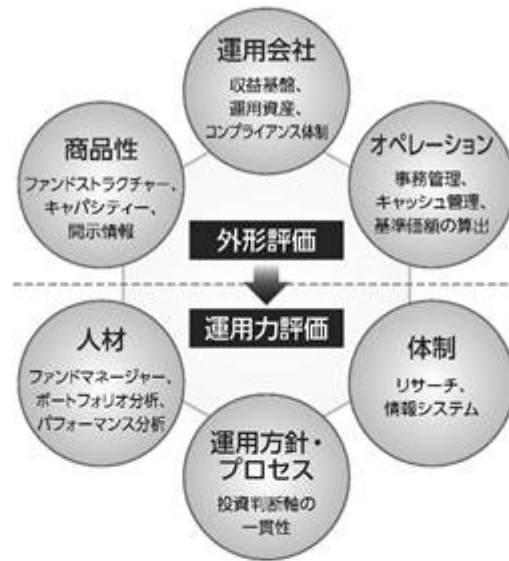 運用会社
収益基盤、
運用資産、
コンプライアンス体制
商品性
ファンドストラクチャー、
キャパシティー、
開示情報
オペレーション
事務管理、
キャッシュ管理、
基準価額の算出
外形評価
運用力評価
人材
ファンドマネージャー、
ポートフォリオ分析、
パフォーマンス分析
体制
リサーチ、
情報システム
運用方針・
プロセス
投資判断軸の
一貫性